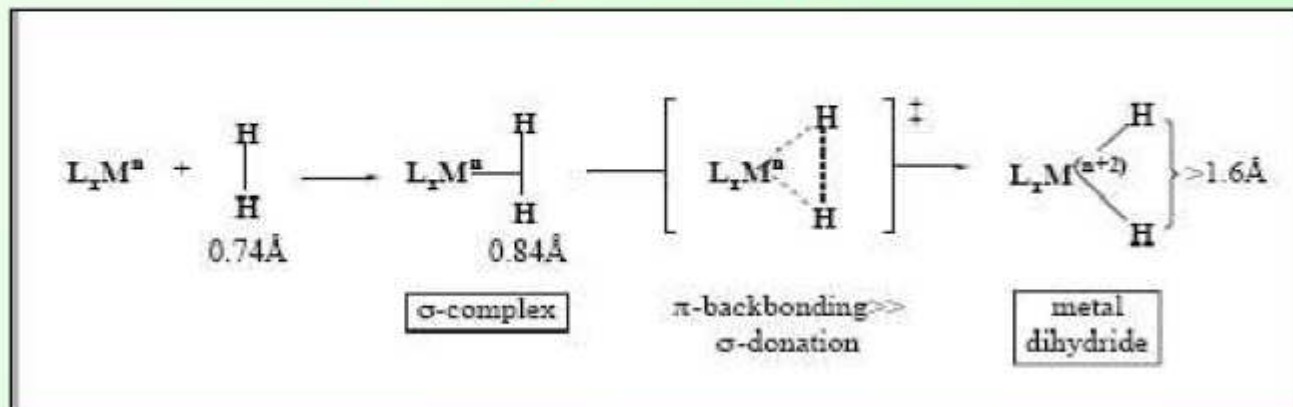 H H H ‡ H
LₓMⁿ + LₓMⁿ LₓMⁿ LₓM⁽ⁿ⁺²⁾ >1.6Å
H H H H
0.74Å 0.84Å
σ-complex π-backbonding>> metal
σ-donation dihydride